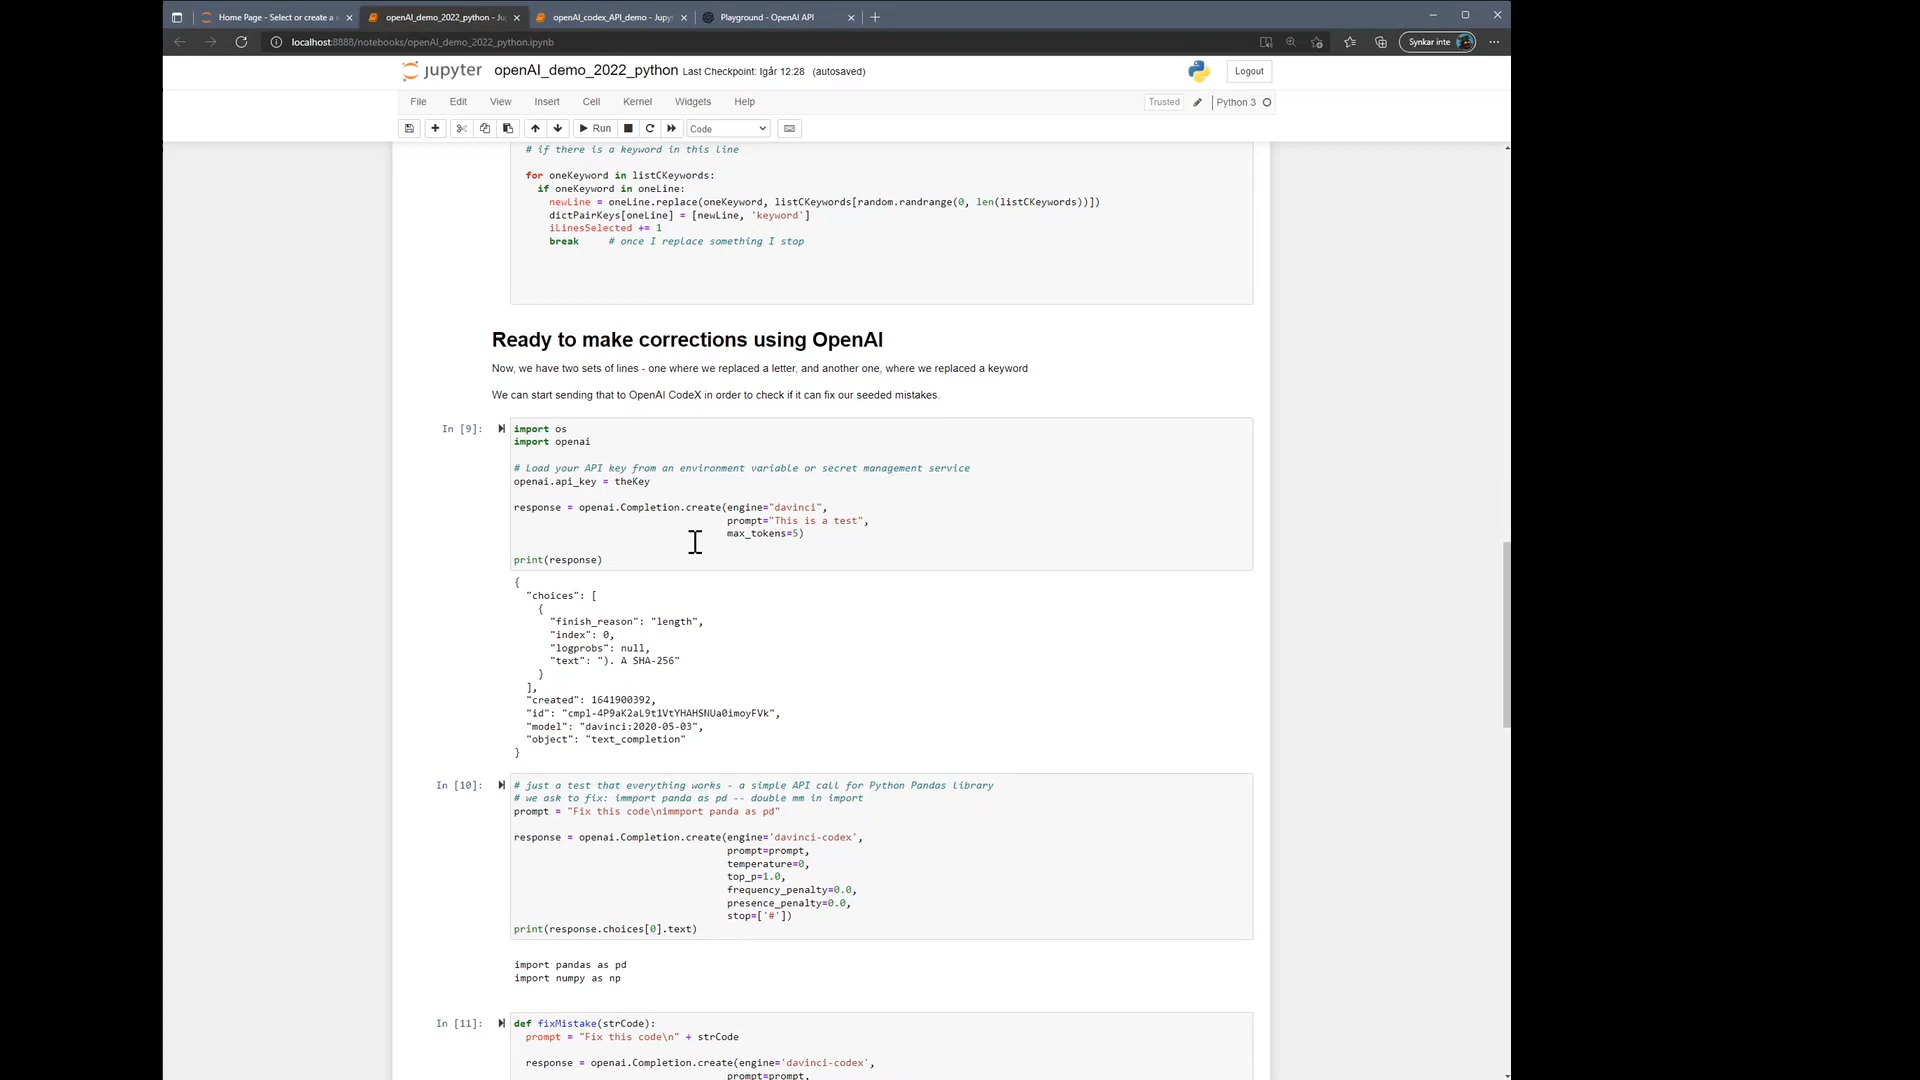 Home Page - Select or create a n
openAI_demo_2022_python - Ju
openAI_codex_API_demo - Jupyt
Playground - OpenAI API
localhost:8888/notebooks/openAI_demo_2022_python.ipynb
Synkar inte
jupyter openAI_demo_2022_python Last Checkpoint: Igår 12:28 (autosaved)
Logout
File Edit View Insert Cell Kernel Widgets Help
Trusted
Python 3
Run
Code
# if there is a keyword in this line
for oneKeyword in listCKeywords:
if oneKeyword in oneLine:
newLine = oneLine.replace(oneKeyword, listCKeywords[random.randrange(0, len(listCKeywords))])
dictPairKeys[oneLine] = [newLine, 'keyword']
iLinesSelected += 1
break # once I replace something I stop
Ready to make corrections using OpenAI
Now, we have two sets of lines - one where we replaced a letter, and another one, where we replaced a keyword
We can start sending that to OpenAI CodeX in order to check if it can fix our seeded mistakes.
In [9]:
import os
import openai
# Load your API key from an environment variable or secret management service
openai.api_key = theKey
response = openai.Completion.create(engine="davinci",
prompt="This is a test",
max_tokens=5)
print(response)
{
"choices": [
{
"finish_reason": "length",
"index": 0,
"logprobs": null,
"text": "). A SHA-256"
}
],
"created": 1641900392,
"id": "cmpl-4P9aK2aL9t1VtYHAHSNUa0imoyFVk",
"model": "davinci:2020-05-03",
"object": "text_completion"
}
In [10]:
# just a test that everything works - a simple API call for Python Pandas library
# we ask to fix: immport panda as pd -- double mm in import
prompt = "Fix this code\nimmport panda as pd"
response = openai.Completion.create(engine='davinci-codex',
prompt=prompt,
temperature=0,
top_p=1.0,
frequency_penalty=0.0,
presence_penalty=0.0,
stop=['#'])
print(response.choices[0].text)
import pandas as pd
import numpy as np
In [11]:
def fixMistake(strCode):
prompt = "Fix this code\n" + strCode
response = openai.Completion.create(engine='davinci-codex',
prompt=prompt,